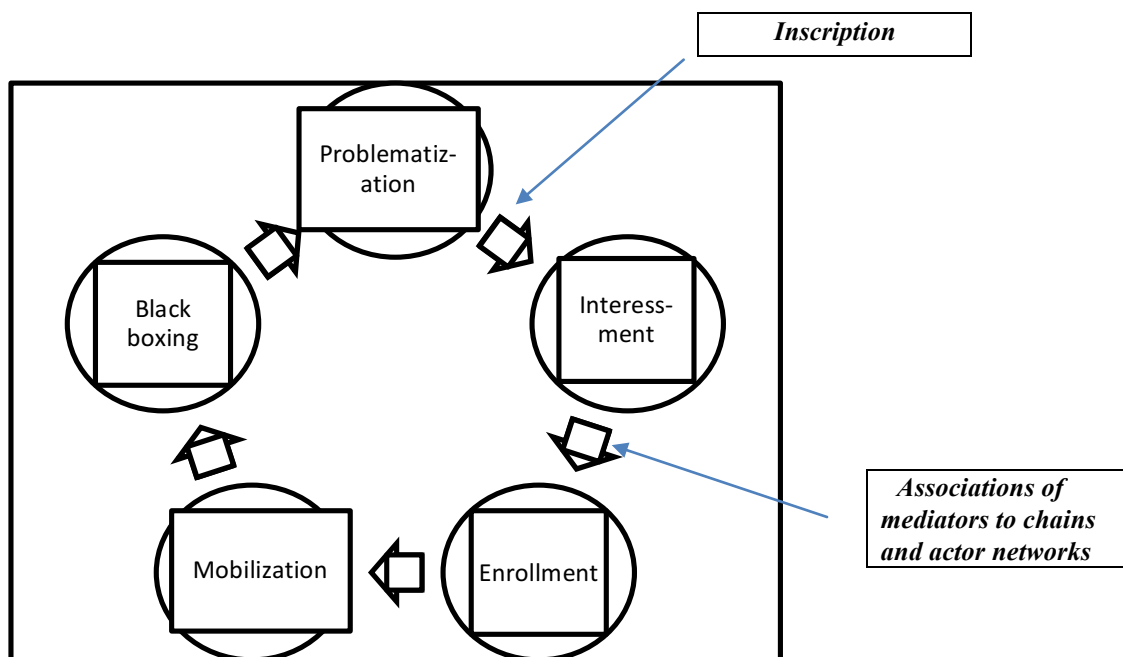 Inscription
Problematiz-
ation
Black
boxing
Interess-
ment
Mobilization
Enrollment
Associations of
mediators to chains
and actor networks